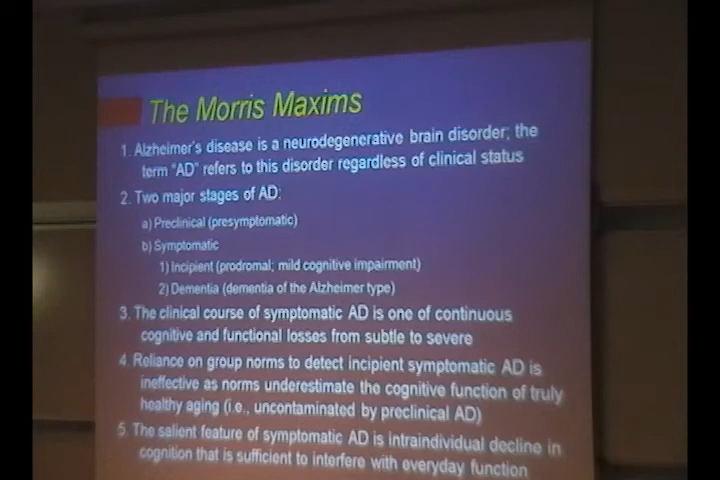 The Morris Maxims
1. Alzheimer's disease is a neurodegenerative brain disorder; the
term "AD" refers to this disorder regardless of clinical status
2. Two major stages of AD:
a) Preclinical (presymptomatic)
b) Symptomatic
1) Incipient (prodromal; mild cognitive impairment)
2) Dementia (dementia of the Alzheimer type)
3. The clinical course of symptomatic AD is one of continuous
cognitive and functional losses from subtle to severe
4. Reliance on group norms to detect incipient symptomatic AD is
ineffective as norms underestimate the cognitive function of truly
healthy aging (i.e., uncontaminated by preclinical AD)
5. The salient feature of symptomatic AD is intraindividual decline in
cognition that is sufficient to interfere with everyday function